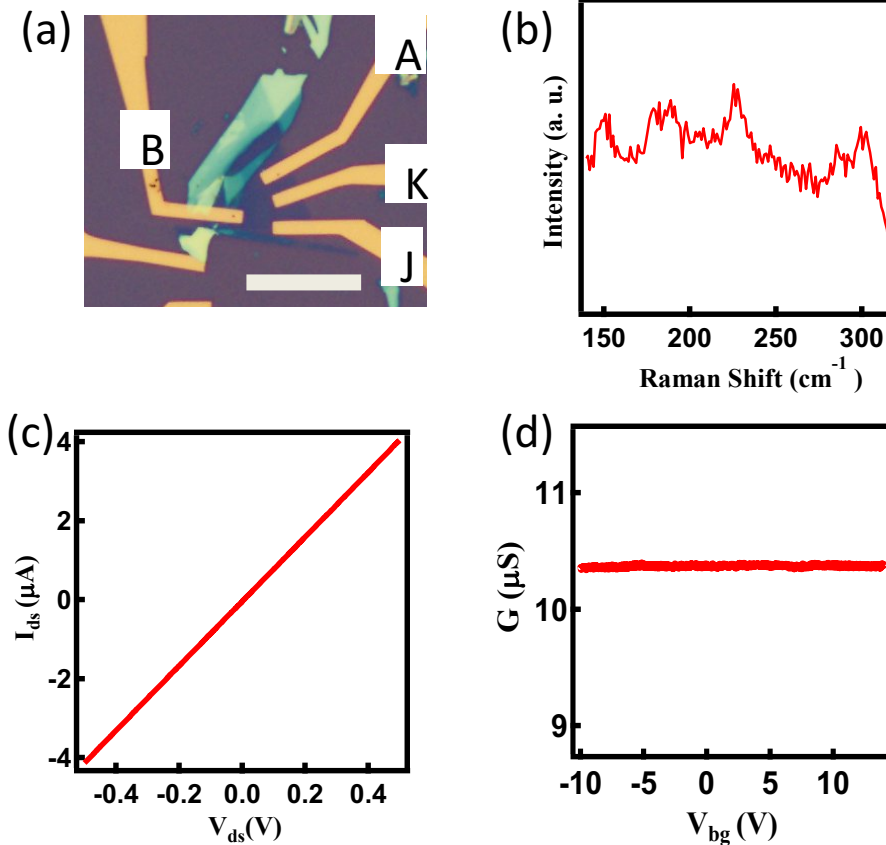 (a)
A
B
K
J
(b)
Intensity (a. u.)
150 200 250 300
Raman Shift (cm-1 )
(c)
4
2
0
-2
-4
Ids (µA)
-0.4 -0.2 0.0 0.2 0.4
Vds(V)
(d)
11
10
9
G (µS)
-10 -5 0 5 10
Vbg (V)